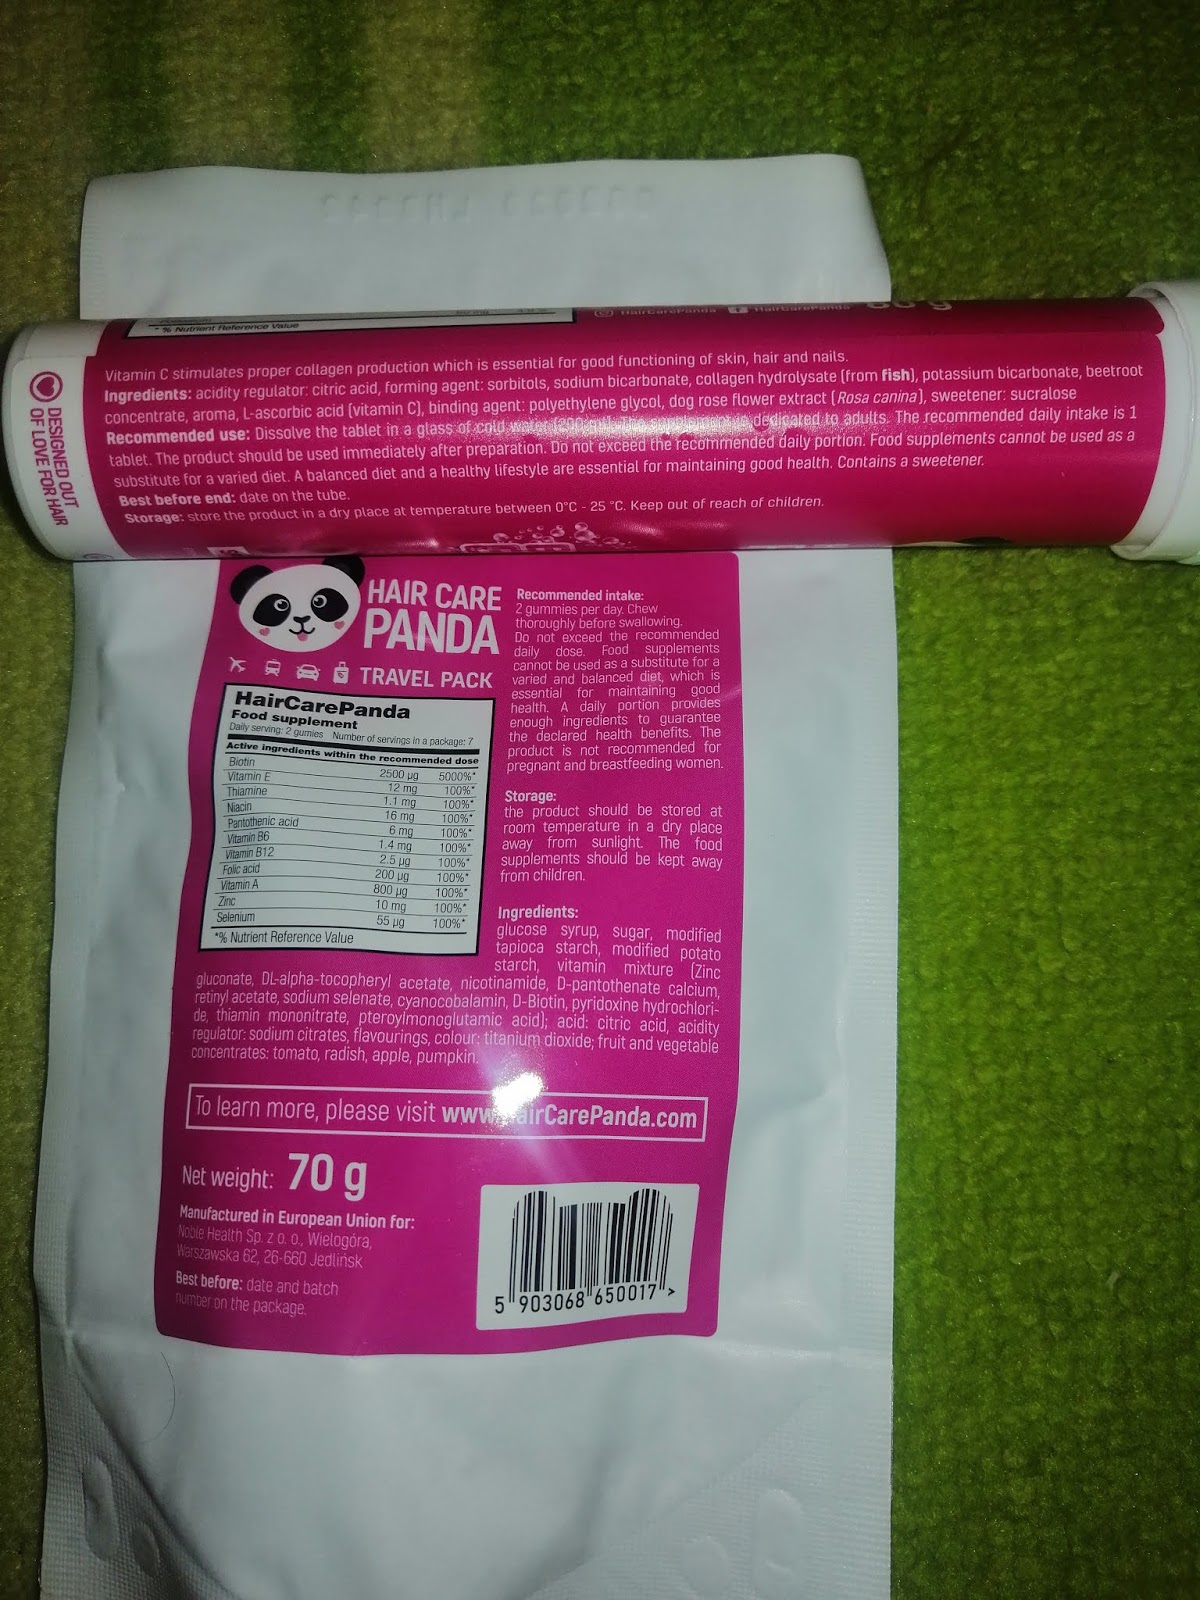 * % Nutrient Reference Value
HairCarePanda HairCarePanda
Vitamin C stimulates proper collagen production which is essential for good functioning of skin, hair and nails.
Ingredients: acidity regulator: citric acid, forming agent: sorbitols, sodium bicarbonate, collagen hydrolysate (from fish), potassium bicarbonate, beetroot
concentrate, aroma, L-ascorbic acid (vitamin C), binding agent: polyethylene glycol, dog rose flower extract (Rosa canina), sweetener: sucralose
Recommended use: Dissolve the tablet in a glass of cold water dedicated to adults. The recommended daily intake is 1
tablet. The product should be used immediately after preparation. Do not exceed the recommended daily portion. Food supplements cannot be used as a
substitute for a varied diet. A balanced diet and a healthy lifestyle are essential for maintaining good health. Contains a sweetener.
Best before end: date on the tube.
Storage: store the product in a dry place at temperature between 0°C - 25 °C. Keep out of reach of children.
DESIGNED OUT
OF LOVE FOR HAIR
HAIR CARE
PANDA
TRAVEL PACK
HairCarePanda
Food supplement
Daily serving: 2 gumies Number of servings in a package: 7
Active ingredients within the recommended dose
Biotin 2500 µg 5000%*
Vitamin E 12 mg 100%*
Thiamine 1.1 mg 100%*
Niacin 16 mg 100%*
Pantothenic acid 6 mg 100%*
Vitamin B6 1.4 mg 100%*
Vitamin B12 2.5 µg 100%*
Folic acid 200 µg 100%*
Vitamin A 800 µg 100%*
Zinc 10 mg 100%*
Selenium 55 µg 100%*
*% Nutrient Reference Value
Recommended intake:
2 gummies per day. Chew
thoroughly before swallowing.
Do not exceed the recommended
daily dose. Food supplements
cannot be used as a substitute for a
varied and balanced diet, which is
essential for maintaining good
health. A daily portion provides
enough ingredients to guarantee
the declared health benefits. The
product is not recommended for
pregnant and breastfeeding women.
Storage:
the product should be stored at
room temperature in a dry place
away from sunlight. The food
supplements should be kept away
from children.
Ingredients:
glucose syrup, sugar, modified
tapioca starch, modified potato
starch, vitamin mixture (Zinc
gluconate, DL-alpha-tocopheryl acetate, nicotinamide, D-pantothenate calcium,
retinyl acetate, sodium selenate, cyanocobalamin, D-Biotin, pyridoxine hydrochlori-
de, thiamin mononitrate, pteroylmonoglutamic acid); acid: citric acid, acidity
regulator: sodium citrates, flavourings, colour: titanium dioxide; fruit and vegetable
concentrates: tomato, radish, apple, pumpkin.
To learn more, please visit www. airCarePanda.com
Net weight: 70 g
Manufactured in European Union for:
Noble Health Sp. z o. o., Wielogóra,
Warszawska 62, 26-660 Jedlińsk
Best before: date and batch
number on the package.
5 903068 650017 >